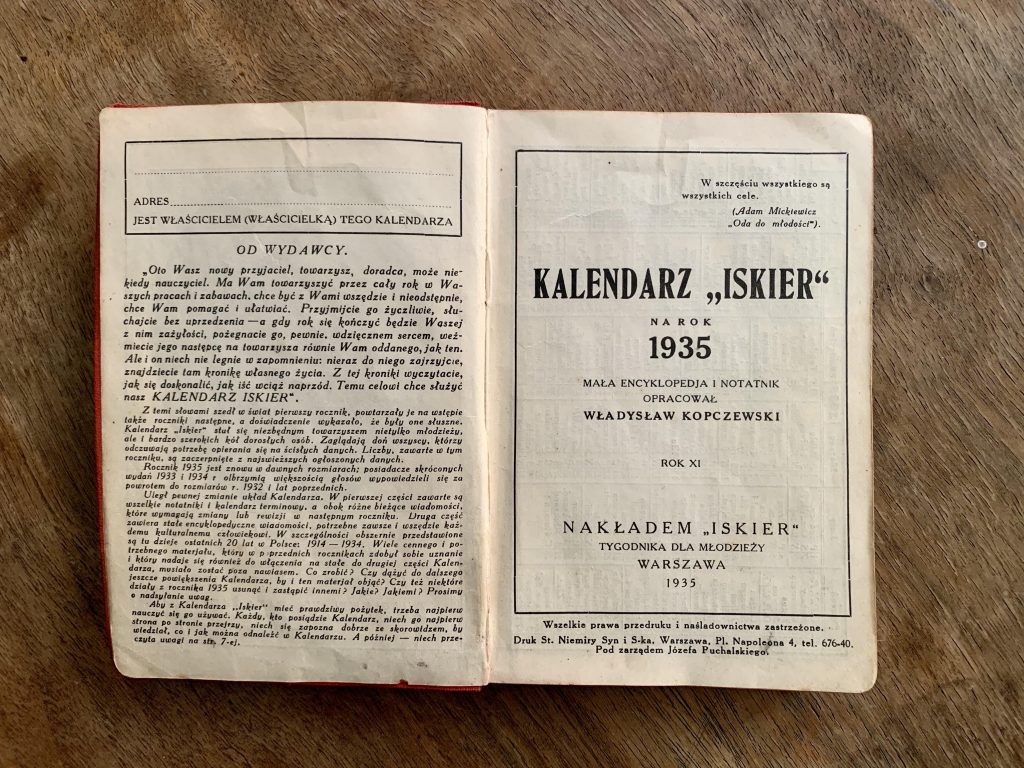 ADRES
JEST WŁAŚCICIELEM (WŁAŚCICIELKĄ) TEGO KALENDARZA
OD WYDAWCY.
„Oto Wasz nowy przyjaciel, towarzysz, doradca, może nie-
kiedy nauczyciel. Ma Wam towarzyszyć przez cały rok w Wa-
szych pracach i zabawach, chce być z Wami wszędzie i nieodstępnie,
chce Wam pomagać i ułatwiać. Przyjmijcie go życzliwie, słu-
chajcie bez uprzedzenia — a gdy rok się kończyć będzie Waszej
z nim zażyłości, pożegnacie go, pewnie, wdzięcznem sercem, weź-
miecie jego następcę na towarzysza równie Wam oddanego, jak ten.
Ale i on niech nie legnie w zapomnieniu: nieraz do niego zajrzyjcie,
znajdziecie tam kronikę własnego życia. Z tej kroniki wyczytacie,
jak się doskonalić, jak iść wciąż naprzód. Temu celowi chce służyć
nasz KALENDARZ ISKIER“.
Z temi słowami szedł w świat pierwszy rocznik, powtarzały je na wstępie
także roczniki następne, a doświadczenie wykazało, że były one słuszne.
Kalendarz „Iskier“ stał się niezbędnym towarzyszem nietylko młodzieży,
ale i bardzo szerokich kół dorosłych osób. Zaglądają doń wszyscy, którzy
odczuwają potrzebę opierania się na ścisłych danych. Liczby, zawarte w tym
roczniku, są zaczerpnięte z najświeższych ogłoszonych danych.
Rocznik 1935 jest znowu w dawnych rozmiarach; posiadacze skróconych
wydań 1933 i 1934 r olbrzymią większością głosów wypowiedzieli się za
powrotem do rozmiarów r. 1932 i lat poprzednich.
Uległ pewnej zmianie układ Kalendarza. W pierwszej części zawarte są
wszelkie notatniki i kalendarz terminowy, a obok różne bieżące wiadomości,
które wymagają zmiany lub rewizji w następnym roczniku. Druga część
zawiera stałe encyklopedyczne wiadomości, potrzebne zawsze i wszędzie każ-
demu kulturalnemu człowiekowi. W szczególności obszernie przedstawione
są tu dzieje ostatnich 20 lat w Polsce: 1914 — 1934. Wiele cennego i po-
trzebnego materjału, który w poprzednich rocznikach zdobył sobie uznanie
i który nadaje się również do włączenia na stałe do drugiej części Kalen-
darza, musiało zostać poza nawiasem. Co zrobić? Czy dążyć do dalszego
jeszcze powiększenia Kalendarza, by i ten materjał objąć? Czy też niektóre
działy z rocznika 1935 usunąć i zastąpić innemi? Jakie? Jakiemi? Prosimy
o nadsyłanie uwag.
Aby z Kalendarza „Iskier“ mieć prawdziwy pożytek, trzeba najpierw
nauczyć się go używać. Każdy, kto posiądzie Kalendarz, niech go najpierw
strona po stronie przejrzy, niech się zapozna dobrze ze skorowidzem, by
wiedział, co i jak można odnaleźć w Kalendarzu. A później — niech prze-
czyta uwagi na str. 7-ej.
W szczęściu wszystkiego są
wszystkich cele.
(Adam Mickiewicz
„Oda do młodości“).
KALENDARZ „ISKIER“
NA ROK
1935
MAŁA ENCYKLOPEDJA I NOTATNIK
OPRACOWAŁ
WŁADYSŁAW KOPCZEWSKI
ROK XI
NAKŁADEM „ISKIER“
TYGODNIKA DLA MŁODZIEŻY
WARSZAWA
1935
Wszelkie prawa przedruku i naśladownictwa zastrzeżone.
Druk St. Niemiry Syn i S-ka, Warszawa, Pl. Napoleona 4, tel. 676-40.
Pod zarządem Józefa Puchalskiego.